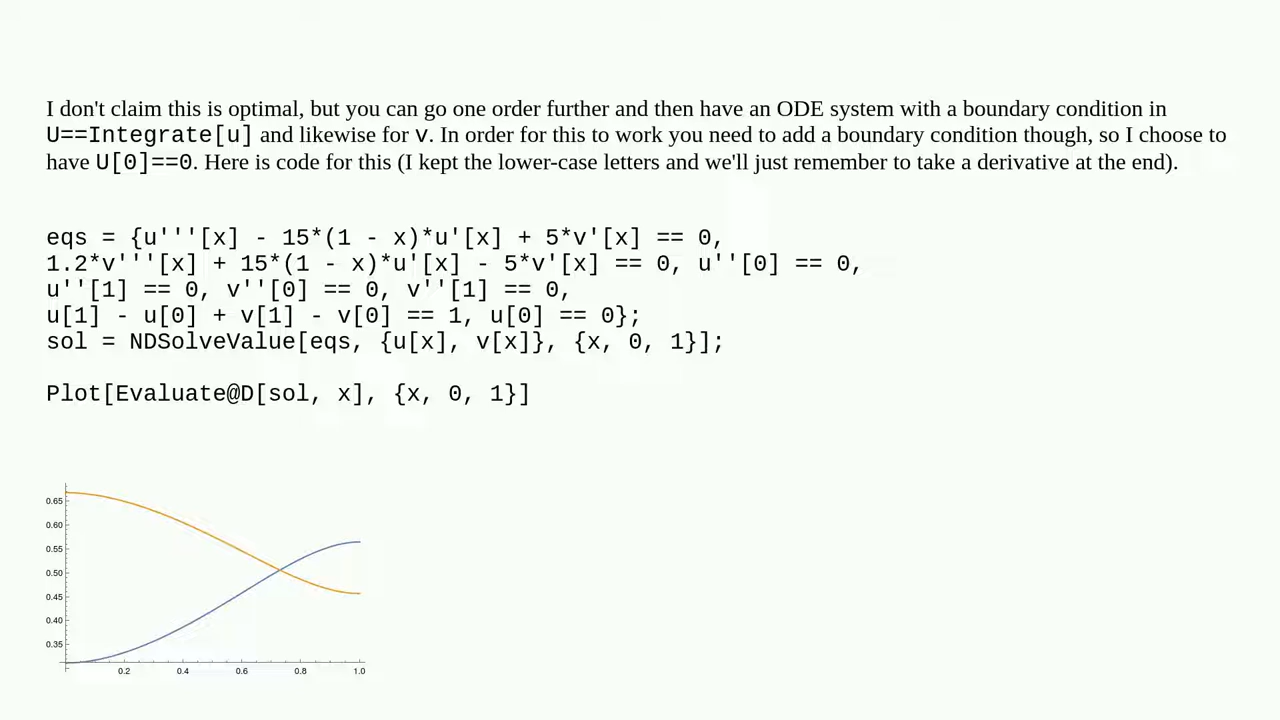 I don't claim this is optimal, but you can go one order further and then have an ODE system with a boundary condition in
U==Integrate[u] and likewise for v. In order for this to work you need to add a boundary condition though, so I choose to
have U[0]==0. Here is code for this (I kept the lower-case letters and we'll just remember to take a derivative at the end).
eqs = {u'''[x] - 15*(1 - x)*u'[x] + 5*v'[x] == 0,
1.2*v'''[x] + 15*(1 - x)*u'[x] - 5*v'[x] == 0, u''[0] == 0,
u''[1] == 0, v''[0] == 0, v''[1] == 0,
u[1] - u[0] + v[1] - v[0] == 1, u[0] == 0};
sol = NDSolveValue[eqs, {u[x], v[x]}, {x, 0, 1}];
Plot[Evaluate@D[sol, x], {x, 0, 1}]
0.65
0.60
0.55
0.50
0.45
0.40
0.35
0.2 0.4 0.6 0.8 1.0